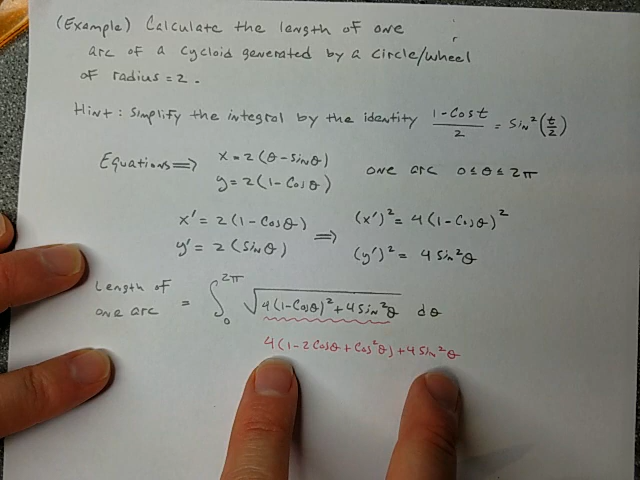 (Example) Calculate the length of one
arc of a cycloid generated by a circle/wheel
of radius = 2.
Hint: Simplify the integral by the identity (1-Cos t)/2 = Sin²(t/2)
Equations ⟹ x = 2(θ - sinθ)
y = 2(1 - Cosθ)
one arc 0 ≤ θ ≤ 2π
x' = 2(1 - Cosθ)
y' = 2(Sinθ)
⟹ (x')² = 4(1 - Cosθ)²
(y')² = 4 Sin²θ
Length of
one arc = ∫₀^2π √(4(1-Cosθ)² + 4 Sin²θ) dθ
4(1 - 2Cosθ + Cos²θ) + 4 Sin²θ